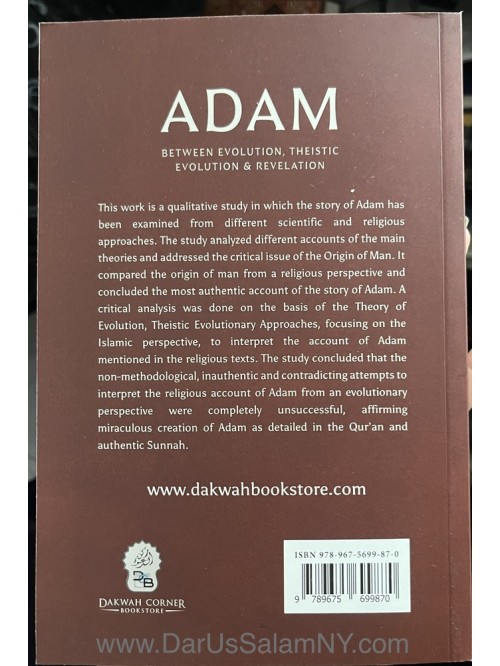 ADAM
BETWEEN EVOLUTION, THEISTIC
EVOLUTION & REVELATION
This work is a qualitative study in which the story of Adam has
been examined from different scientific and religious
approaches. The study analyzed different accounts of the main
theories and addressed the critical issue of the Origin of Man. It
compared the origin of man from a religious perspective and
concluded the most authentic account of the story of Adam. A
critical analysis was done on the basis of the Theory of
Evolution, Theistic Evolutionary Approaches, focusing on the
Islamic perspective, to interpret the account of Adam
mentioned in the religious texts. The study concluded that the
non-methodological, inauthentic and contradicting attempts to
interpret the religious account of Adam from an evolutionary
perspective were completely unsuccessful, affirming
miraculous creation of Adam as detailed in the Qur'an and
authentic Sunnah.
www.dakwahbookstore.com
ISBN 978-967-5699-87-0
9 789675 699870
DAKWAH CORNER
BOOKSTORE
www.DarUsSalamNY.com